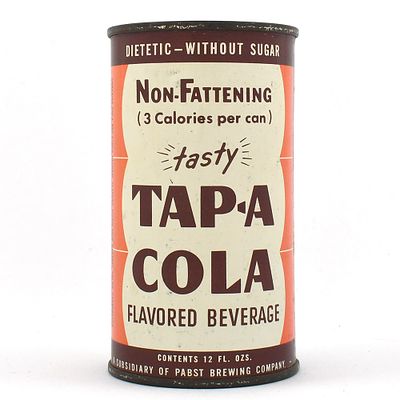 DIETETIC—WITHOUT SUGAR
NON-FATTENING
(3 Calories per can)
tasty
TAP·A
COLA
FLAVORED BEVERAGE
CONTENTS 12 FL. OZS.
A SUBSIDIARY OF PABST BREWING COMPANY